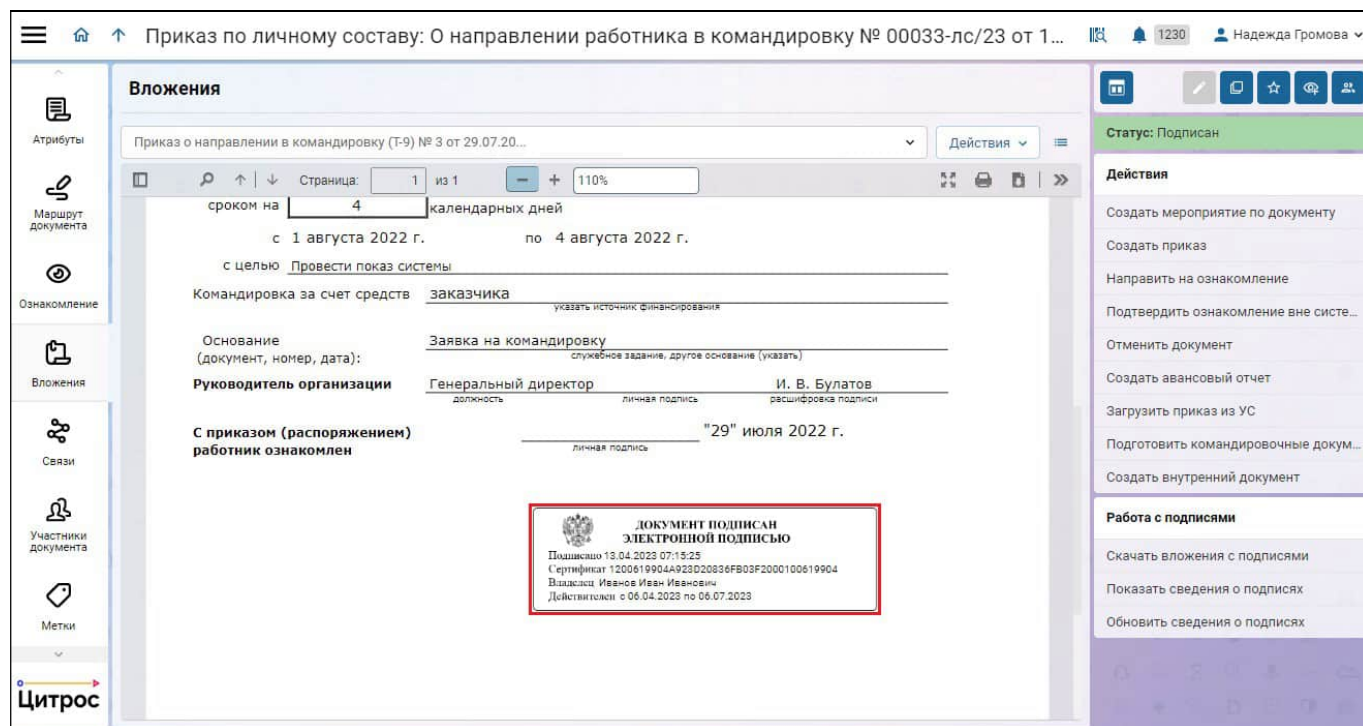 Приказ по личному составу: О направлении работника в командировку № 00033-лс/23 от 1...
1230
Надежда Громова
Атрибуты
Маршрут
документа
Ознакомление
Вложения
Связи
Участники
документа
Метки
Цитрос
Вложения
Приказ о направлении в командировку (Т-9) № 3 от 29.07.20...
Действия
Страница: 1 из 1
110%
сроком на 4 календарных дней
с 1 августа 2022 г. по 4 августа 2022 г.
с целью Провести показ системы
Командировка за счет средств заказчика
указать источник финансирования
Основание Заявка на командировку
(документ, номер, дата): служебное задание, другое основание (указать)
Руководитель организации Генеральный директор И. В. Булатов
должность личная подпись расшифровка подписи
С приказом (распоряжением) "29" июля 2022 г.
работник ознакомлен личная подпись
ДОКУМЕНТ ПОДПИСАН
ЭЛЕКТРОННОЙ ПОДПИСЬЮ
Подписано 13.04.2023 07:15:25
Сертификат 1200619904A923D20836FB03F2000100619904
Владелец Иванов Иван Иванович
Действителен с 06.04.2023 по 06.07.2023
Статус: Подписан
Действия
Создать мероприятие по документу
Создать приказ
Направить на ознакомление
Подтвердить ознакомление вне систе...
Отменить документ
Создать авансовый отчет
Загрузить приказ из УС
Подготовить командировочные докум...
Создать внутренний документ
Работа с подписями
Скачать вложения с подписями
Показать сведения о подписях
Обновить сведения о подписях